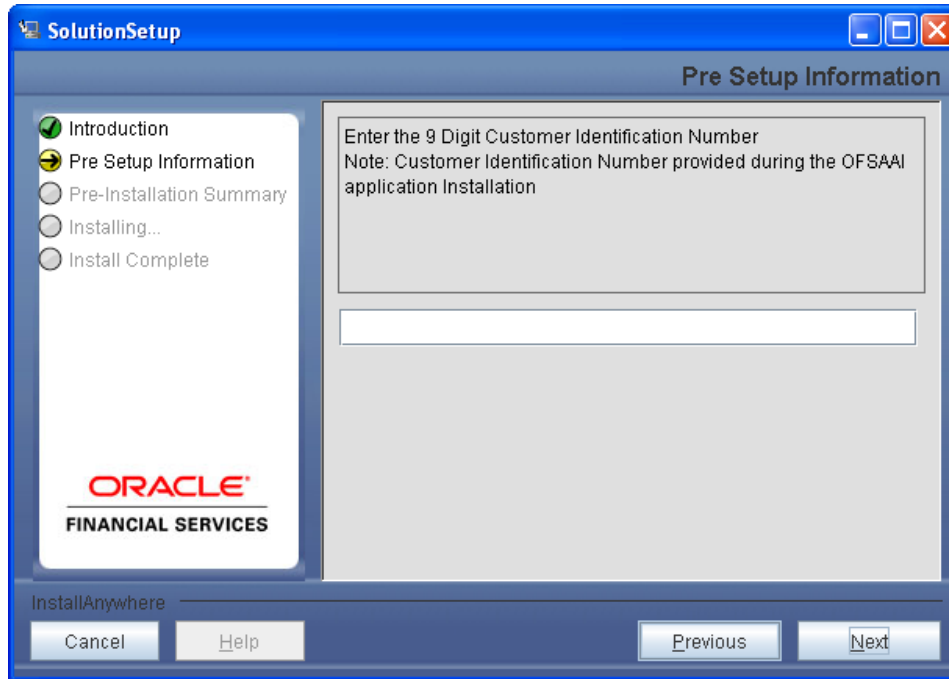 SolutionSetup
Pre Setup Information
Introduction
Pre Setup Information
Pre-Installation Summary
Installing...
Install Complete
ORACLE
FINANCIAL SERVICES
Enter the 9 Digit Customer Identification Number
Note: Customer Identification Number provided during the OFSAAI
application Installation
InstallAnywhere
Cancel
Help
Previous
Next